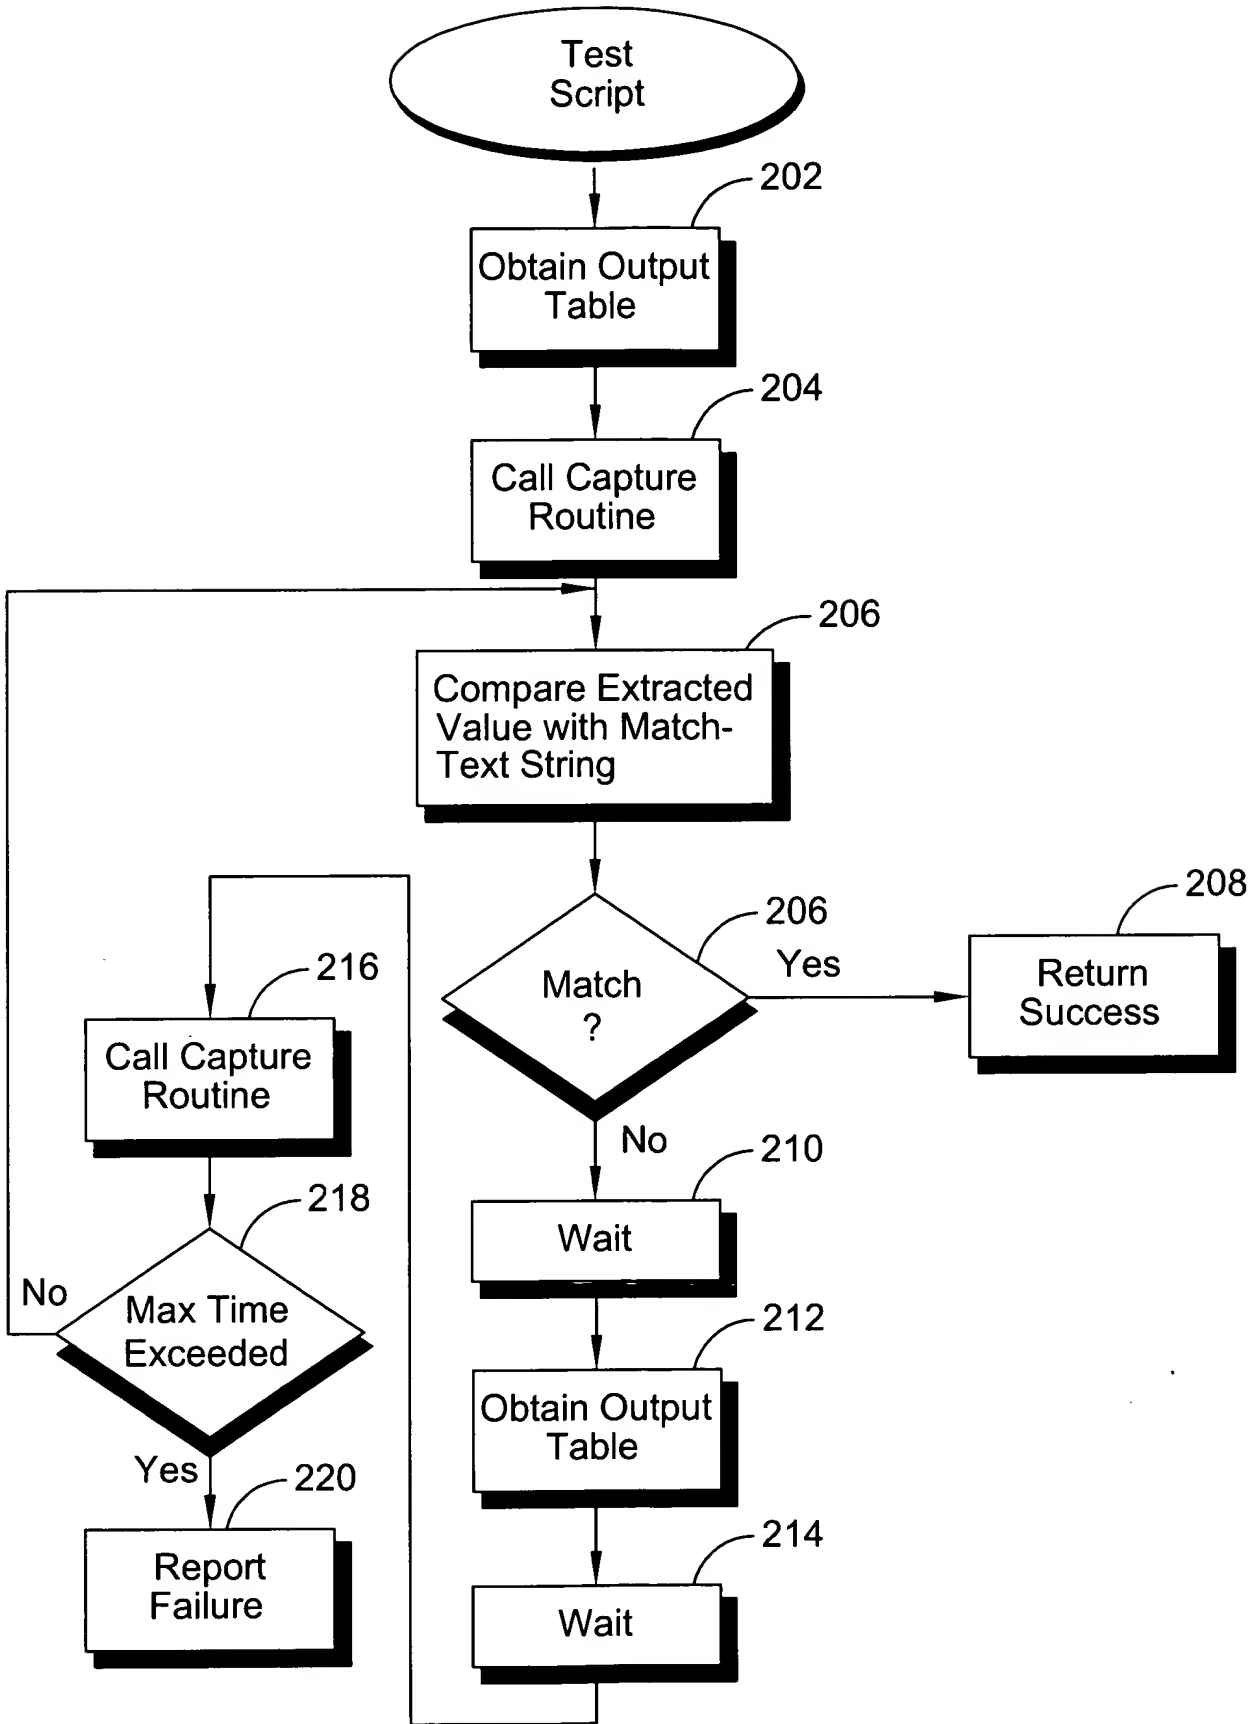 Test
Script
202
Obtain Output
Table
204
Call Capture
Routine
206
Compare Extracted
Value with Match-
Text String
206
Match
?
Yes
208
Return
Success
No
210
Wait
212
Obtain Output
Table
214
Wait
216
Call Capture
Routine
218
Max Time
Exceeded
No
Yes
220
Report
Failure